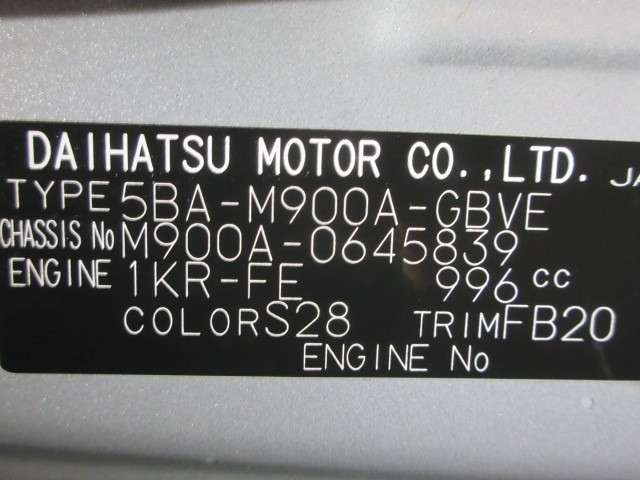 DAIHATSU MOTOR CO.,LTD. JA
TYPE 5BA-M900A-GBVE
CHASSIS No M900A-0645839
ENGINE 1KR-FE 996 cc
COLOR S28 TRIM FB20
ENGINE No